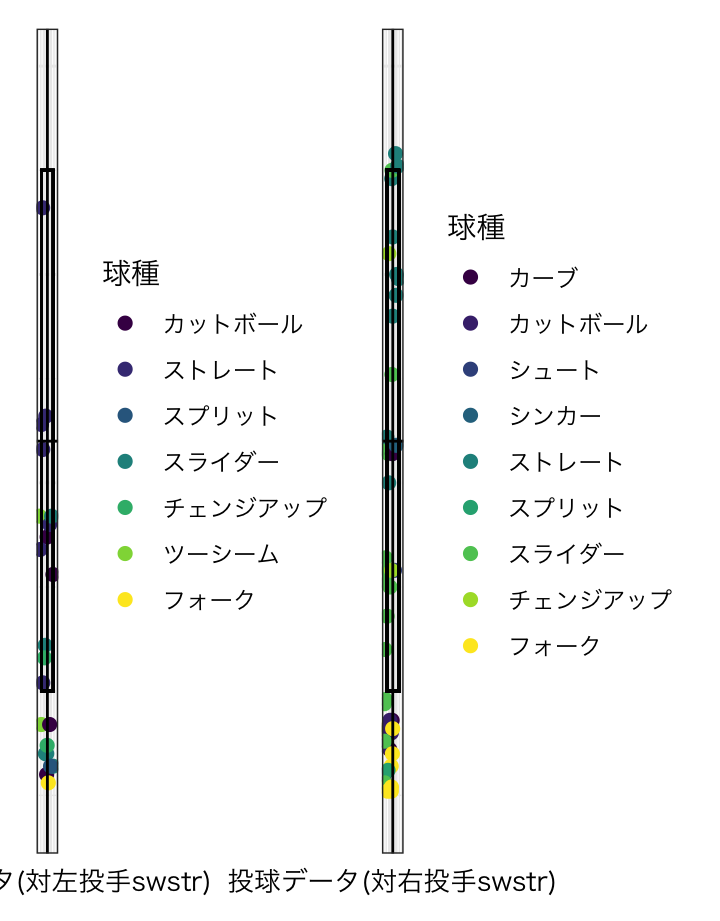 球種
カットボール
ストレート
スプリット
スライダー
チェンジアップ
ツーシーム
フォーク
タ(対左投手swstr)
球種
カーブ
カットボール
シュート
シンカー
ストレート
スプリット
スライダー
チェンジアップ
フォーク
投球データ(対右投手swstr)